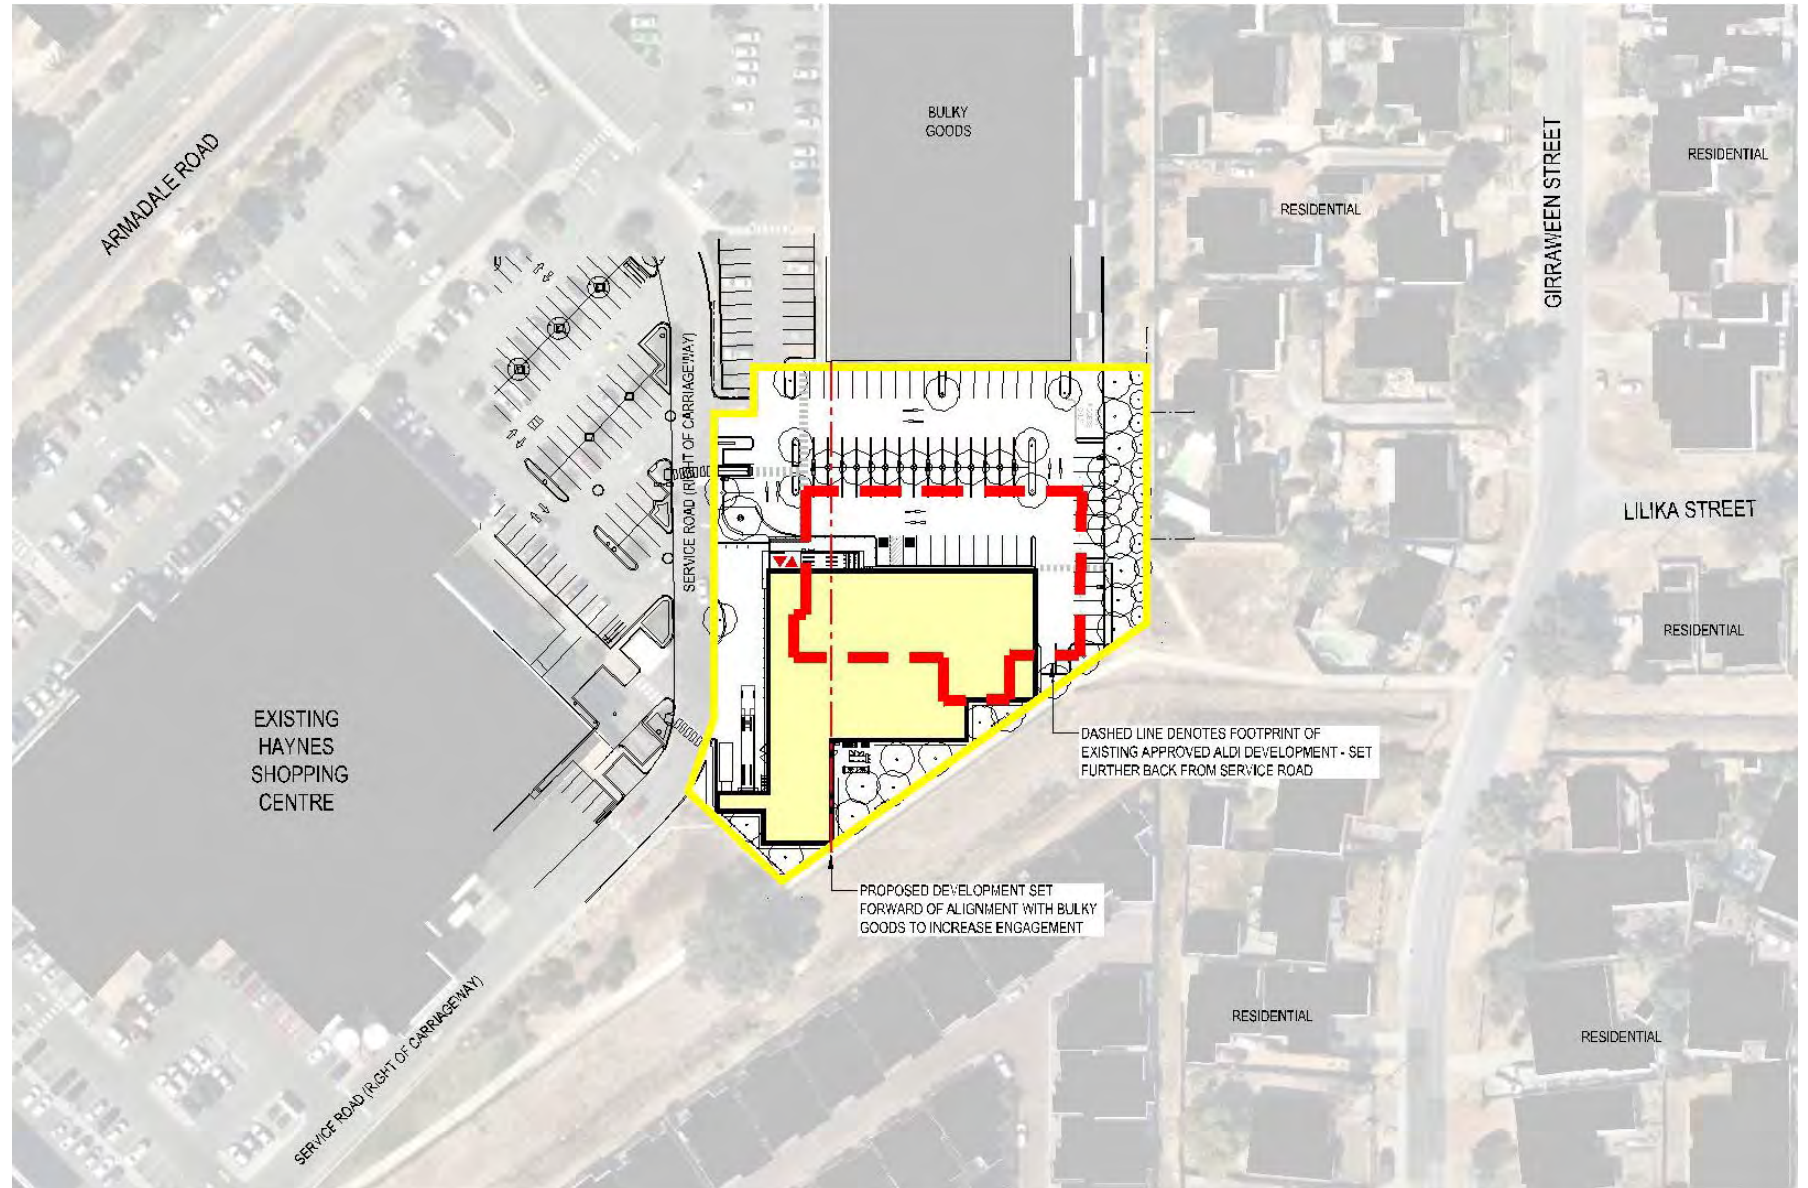 BULKY
GOODS
ARMADALE ROAD
RESIDENTIAL
GIRRAWEEN STREET
RESIDENTIAL
SERVICE ROAD (RIGHT OF CARRIAGEWAY)
LILIKA STREET
RESIDENTIAL
EXISTING
HAYNES
SHOPPING
CENTRE
DASHED LINE DENOTES FOOTPRINT OF
EXISTING APPROVED ALDI DEVELOPMENT - SET
FURTHER BACK FROM SERVICE ROAD
PROPOSED DEVELOPMENT SET
FORWARD OF ALIGNMENT WITH BULKY
GOODS TO INCREASE ENGAGEMENT
SERVICE ROAD (RIGHT OF CARRIAGEWAY)
RESIDENTIAL
RESIDENTIAL